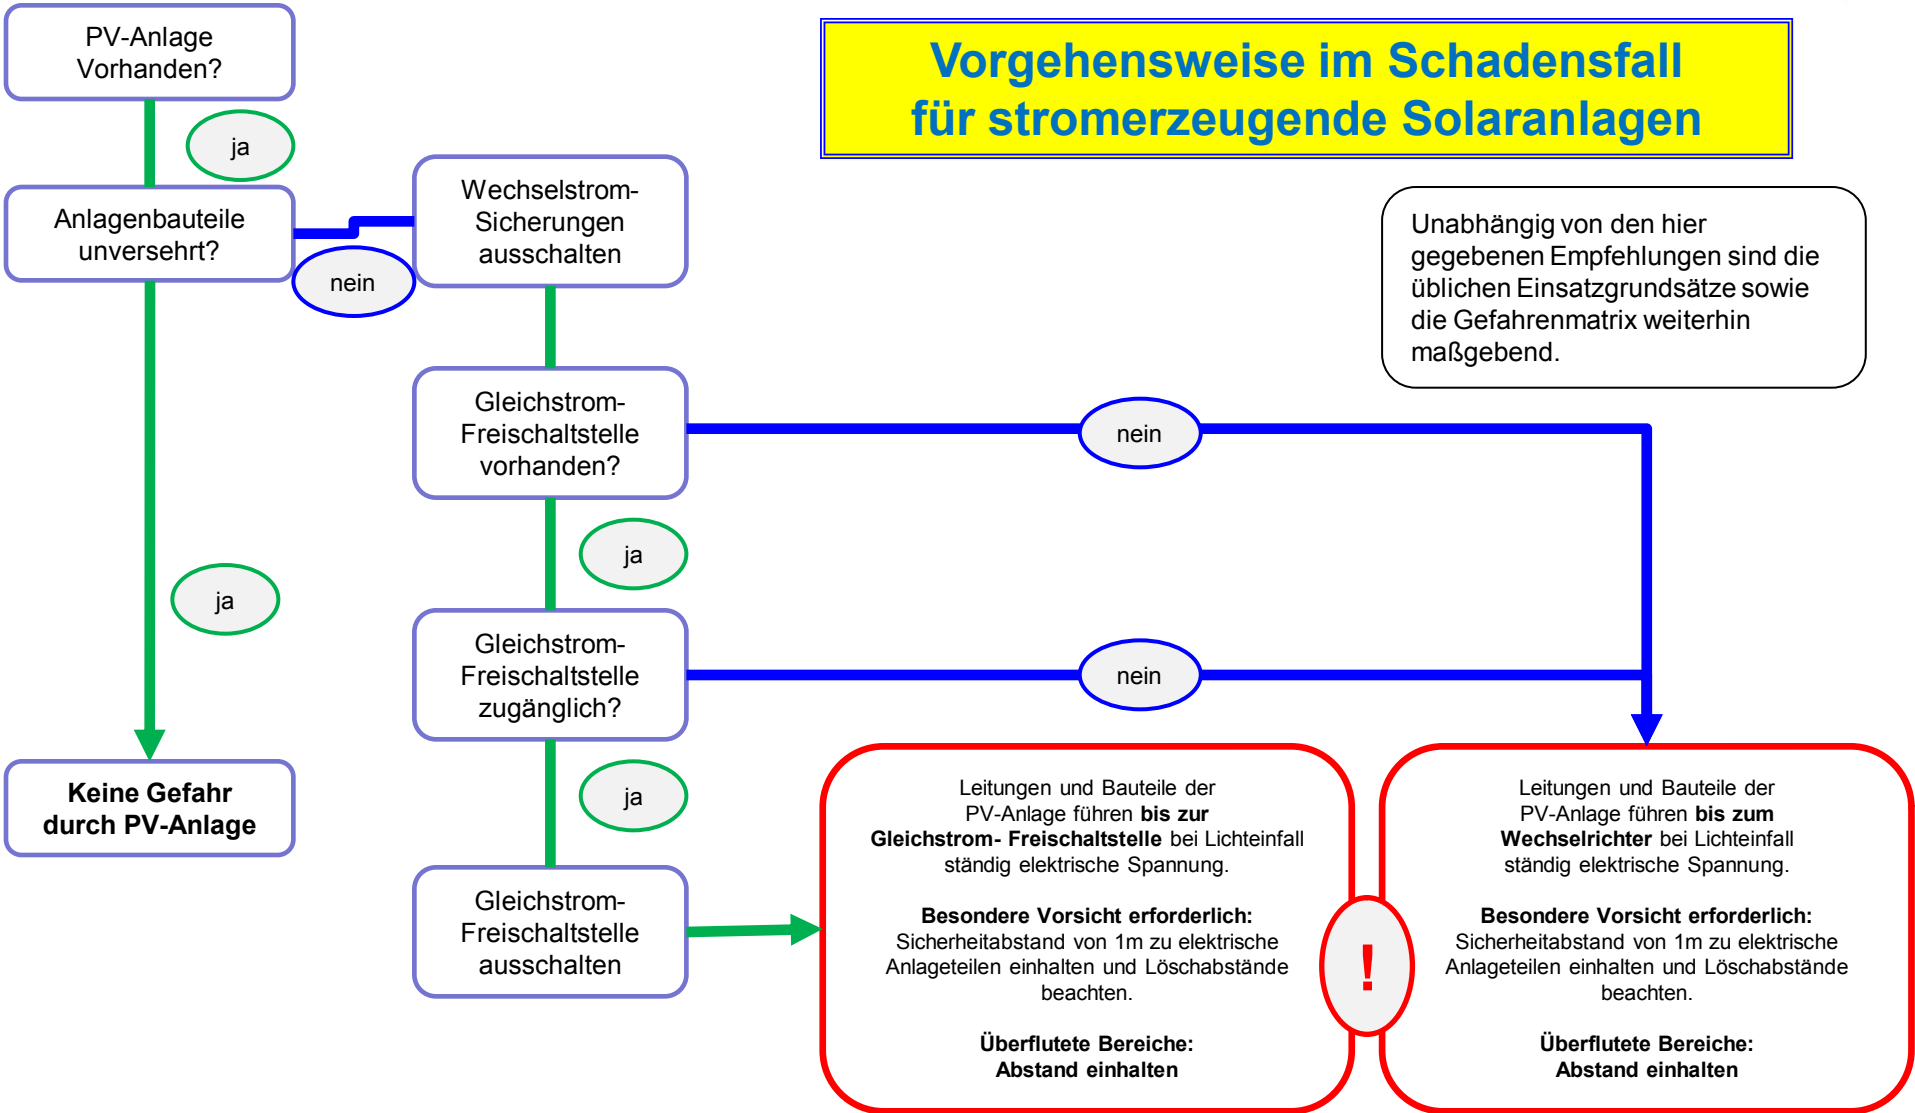 PV-Anlage
Vorhanden?
Vorgehensweise im Schadensfall
für stromerzeugende Solaranlagen
ja
Anlagenbauteile
unversehrt?
nein
Wechselstrom-
Sicherungen
ausschalten
Unabhängig von den hier
gegebenen Empfehlungen sind die
üblichen Einsatzgrundsätze sowie
die Gefahrenmatrix weiterhin
maßgebend.
Gleichstrom-
Freischaltstelle
vorhanden?
nein
ja
ja
Gleichstrom-
Freischaltstelle
zugänglich?
nein
Keine Gefahr
durch PV-Anlage
ja
Gleichstrom-
Freischaltstelle
ausschalten
Leitungen und Bauteile der
PV-Anlage führen bis zur
Gleichstrom- Freischaltstelle bei Lichteinfall
ständig elektrische Spannung.
Besondere Vorsicht erforderlich:
Sicherheitabstand von 1m zu elektrische
Anlageteilen einhalten und Löschabstände
beachten.
Überflutete Bereiche:
Abstand einhalten
!
Leitungen und Bauteile der
PV-Anlage führen bis zum
Wechselrichter bei Lichteinfall
ständig elektrische Spannung.
Besondere Vorsicht erforderlich:
Sicherheitabstand von 1m zu elektrische
Anlageteilen einhalten und Löschabstände
beachten.
Überflutete Bereiche:
Abstand einhalten